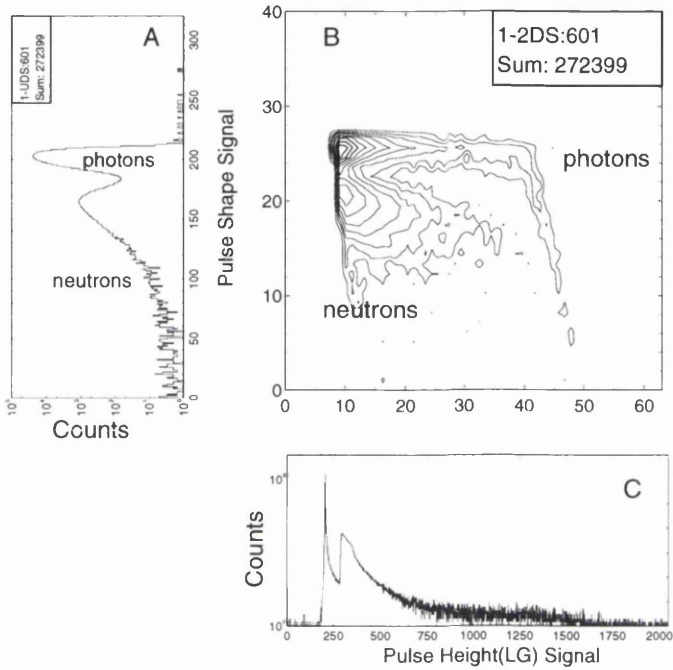 A
1-UDS:601
Sum: 272399
photons
neutrons
Pulse Shape Signal
0
50
100
150
200
250
300
Counts
B
1-2DS:601
Sum: 272399
photons
neutrons
40
30
20
10
0
0 10 20 30 40 50 60
C
Counts
0 250 500 750 1000 1250 1500 1750 2000
Pulse Height(LG) Signal